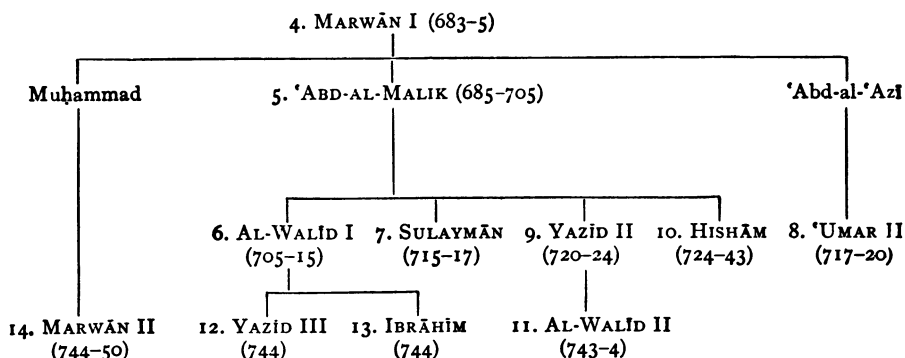 4. MARWĀN I (683–5)
Muḥammad 5. ʿABD-AL-MALIK (685–705) ʿAbd-al-ʿAzī
6. AL-WALĪD I 7. SULAYMĀN 9. YAZĪD II 10. HISHĀM 8. ʿUMAR II
(705–15) (715–17) (720–24) (724–43) (717–20)
14. MARWĀN II 12. YAZĪD III 13. IBRĀHĪM 11. AL-WALĪD II
(744–50) (744) (744) (743–4)